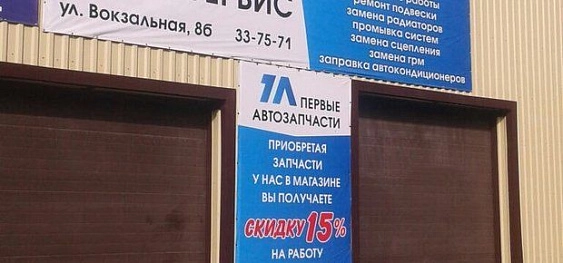 ул. Вокзальная, 8б 33-75-71
ремонт подвески
замена радиаторов
промывка систем
замена сцепления
замена грм
заправка автокондиционеров
ПЕРВЫЕ
АВТОЗАПЧАСТИ
ПРИОБРЕТАЯ
ЗАПЧАСТИ
У НАС В МАГАЗИНЕ
ВЫ ПОЛУЧАЕТЕ
СКИДКУ 15%
НА РАБОТУ